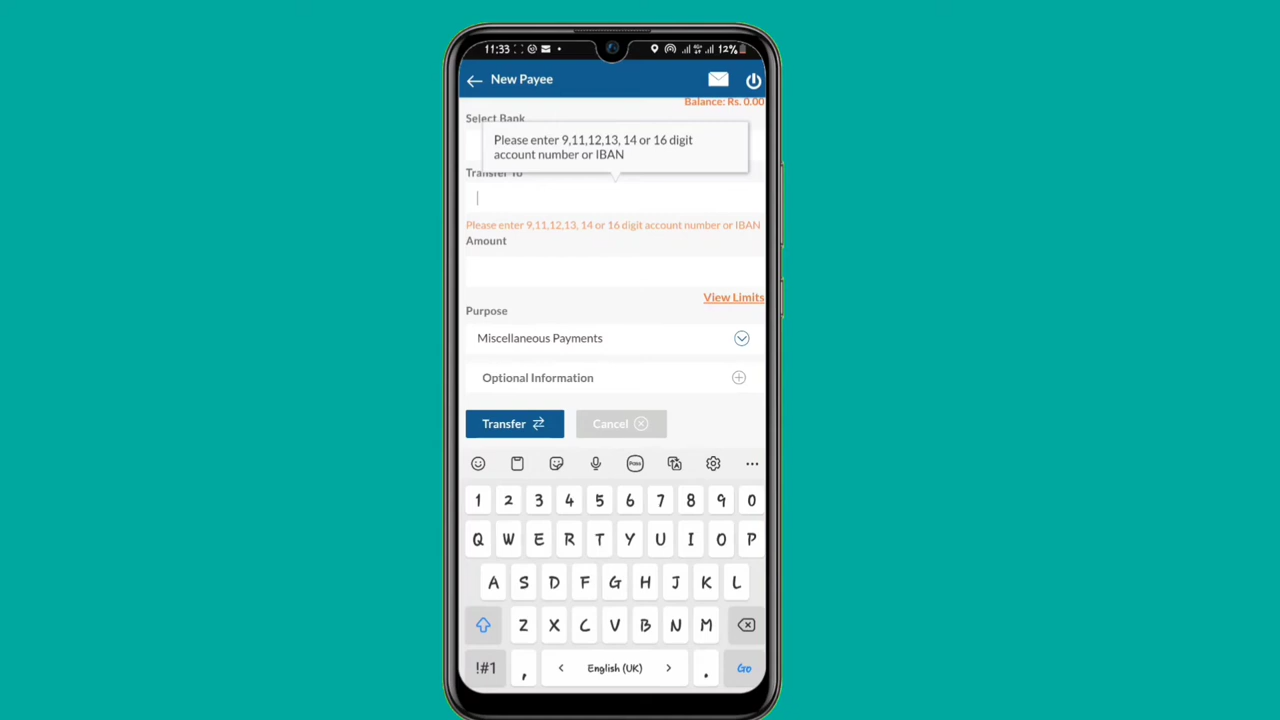 11:33
12%
New Payee
Balance: Rs. 0.00
Select Bank
Please enter 9,11,12,13, 14 or 16 digit
account number or IBAN
Transfer To
Please enter 9,11,12,13, 14 or 16 digit account number or IBAN
Amount
View Limits
Purpose
Miscellaneous Payments
Optional Information
Transfer
Cancel
1 2 3 4 5 6 7 8 9 0
Q W E R T Y U I O P
A S D F G H J K L
Z X C V B N M
!#1 , < English (UK) > . Go